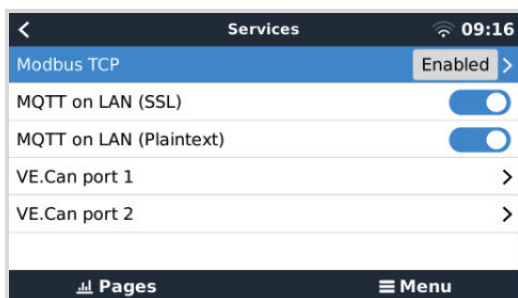 Services 09:16
Modbus TCP Enabled
MQTT on LAN (SSL)
MQTT on LAN (Plaintext)
VE.Can port 1
VE.Can port 2
Pages Menu